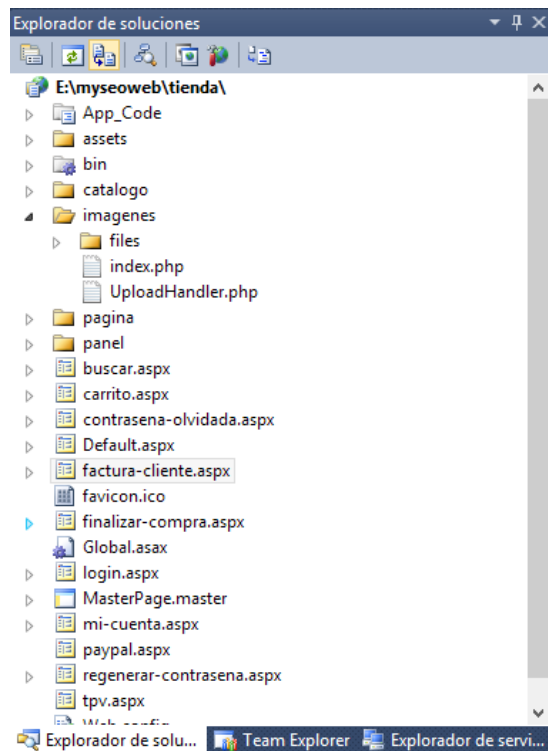 Explorador de soluciones
E:\myseoweb\tienda\
App_Code
assets
bin
catalogo
imagenes
files
index.php
UploadHandler.php
pagina
panel
buscar.aspx
carrito.aspx
contrasena-olvidada.aspx
Default.aspx
factura-cliente.aspx
favicon.ico
finalizar-compra.aspx
Global.asax
login.aspx
MasterPage.master
mi-cuenta.aspx
paypal.aspx
regenerar-contrasena.aspx
tpv.aspx
Web.config
Explorador de solu... Team Explorer Explorador de servi...